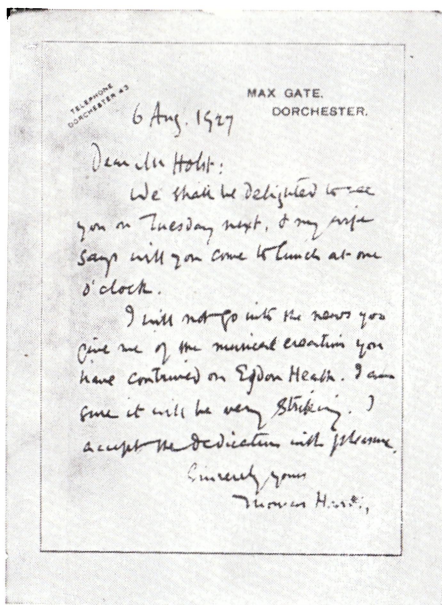 TELEPHONE
DORCHESTER 43
MAX GATE,
DORCHESTER.
6 Aug. 1927
Dear Mr Holst:
We shall be delighted to see
you on Tuesday next, & my wife
says will you come to lunch at one
o'clock.
I will not go into the news you
give me of the musical creation you
have contrived on Egdon Heath. I am
sure it will be very striking. I
accept the dedication with pleasure.
Sincerely yours
Thomas Hardy